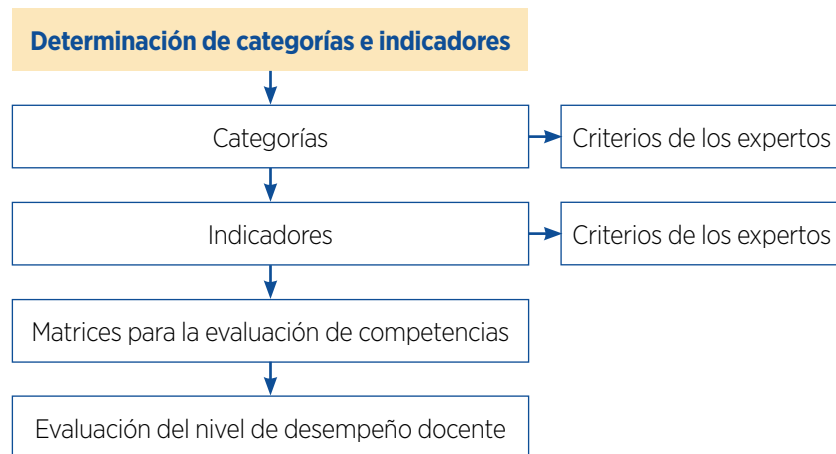 Determinación de categorías e indicadores
Categorías
Criterios de los expertos
Indicadores
Criterios de los expertos
Matrices para la evaluación de competencias
Evaluación del nivel de desempeño docente